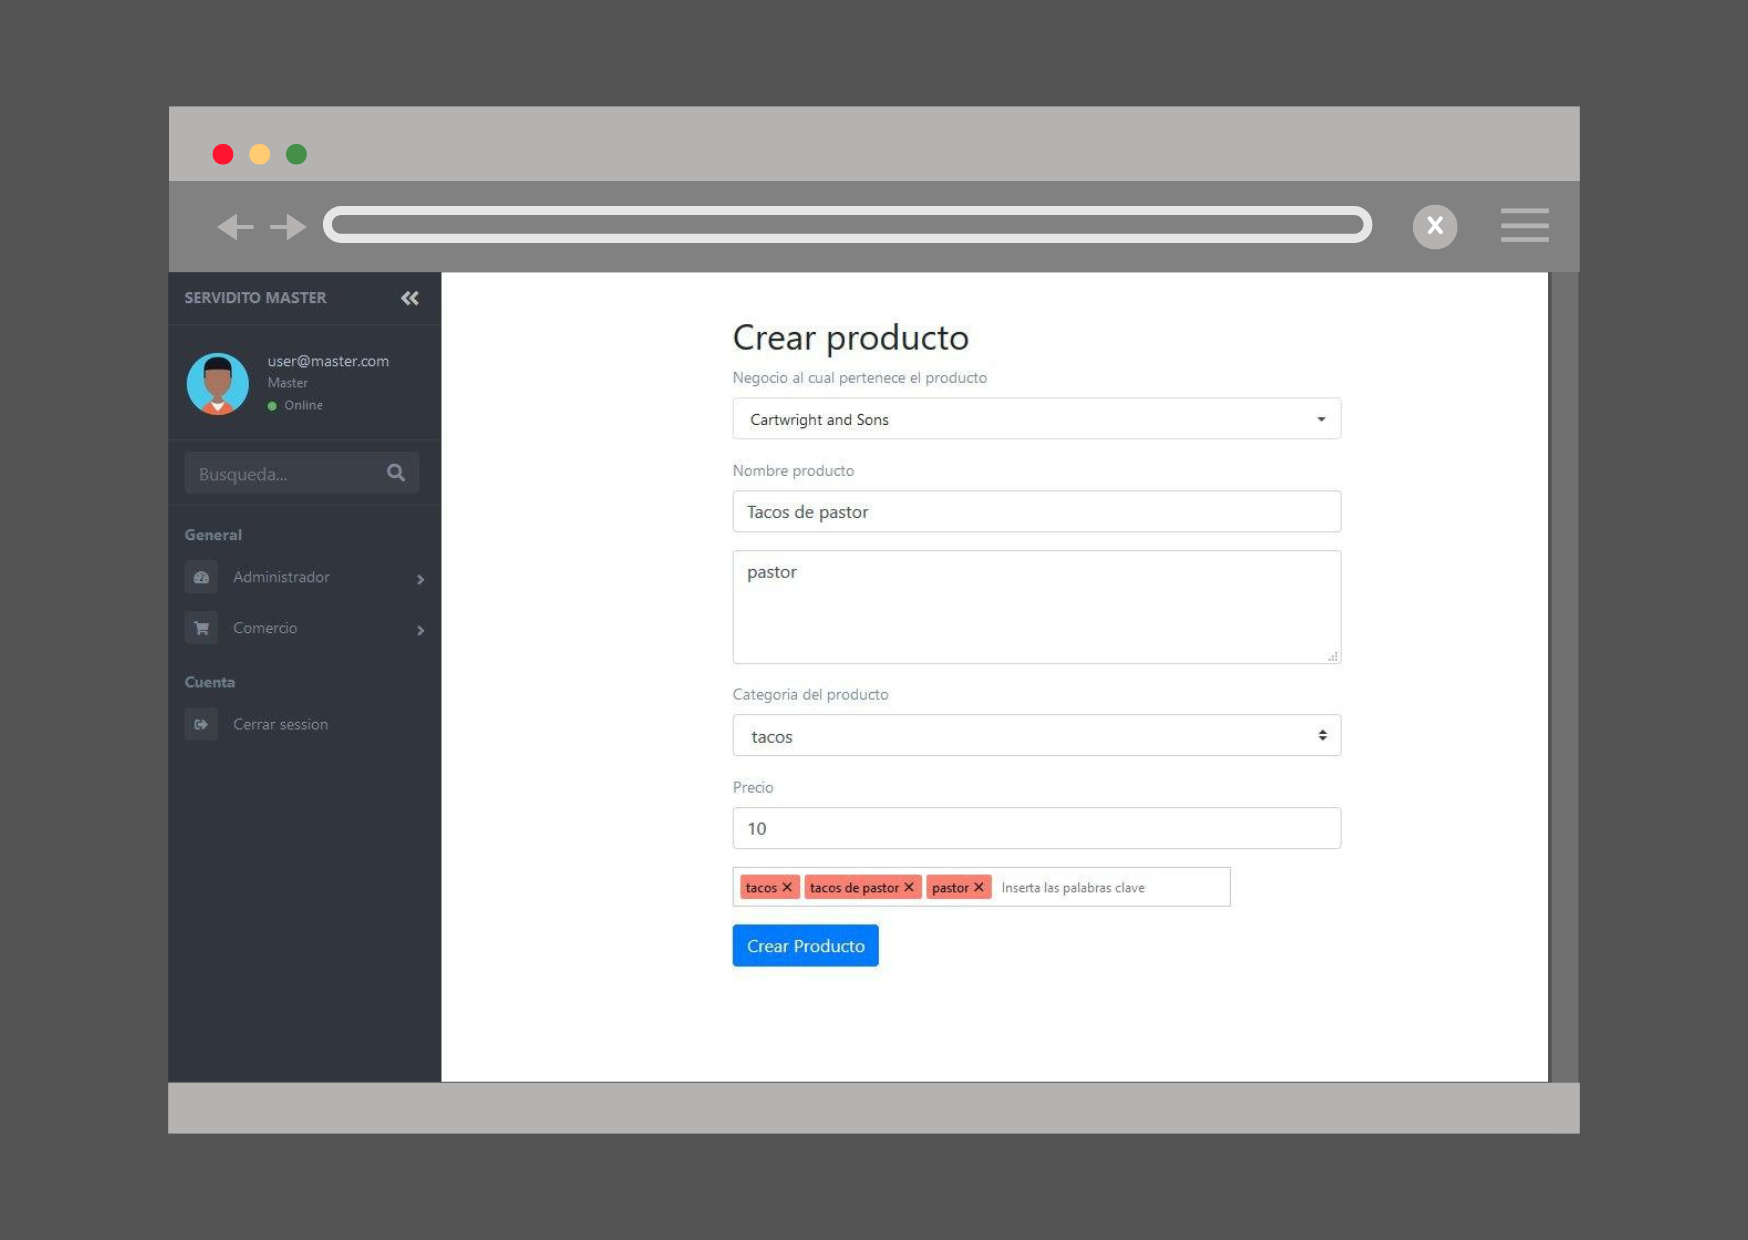 SERVIDITO MASTER
user@master.com
Master
Online
Busqueda...
General
Administrador
Comercio
Cuenta
Cerrar session
Crear producto
Negocio al cual pertenece el producto
Cartwright and Sons
Nombre producto
Tacos de pastor
pastor
Categoria del producto
tacos
Precio
10
tacos × tacos de pastor × pastor × Inserta las palabras clave
Crear Producto